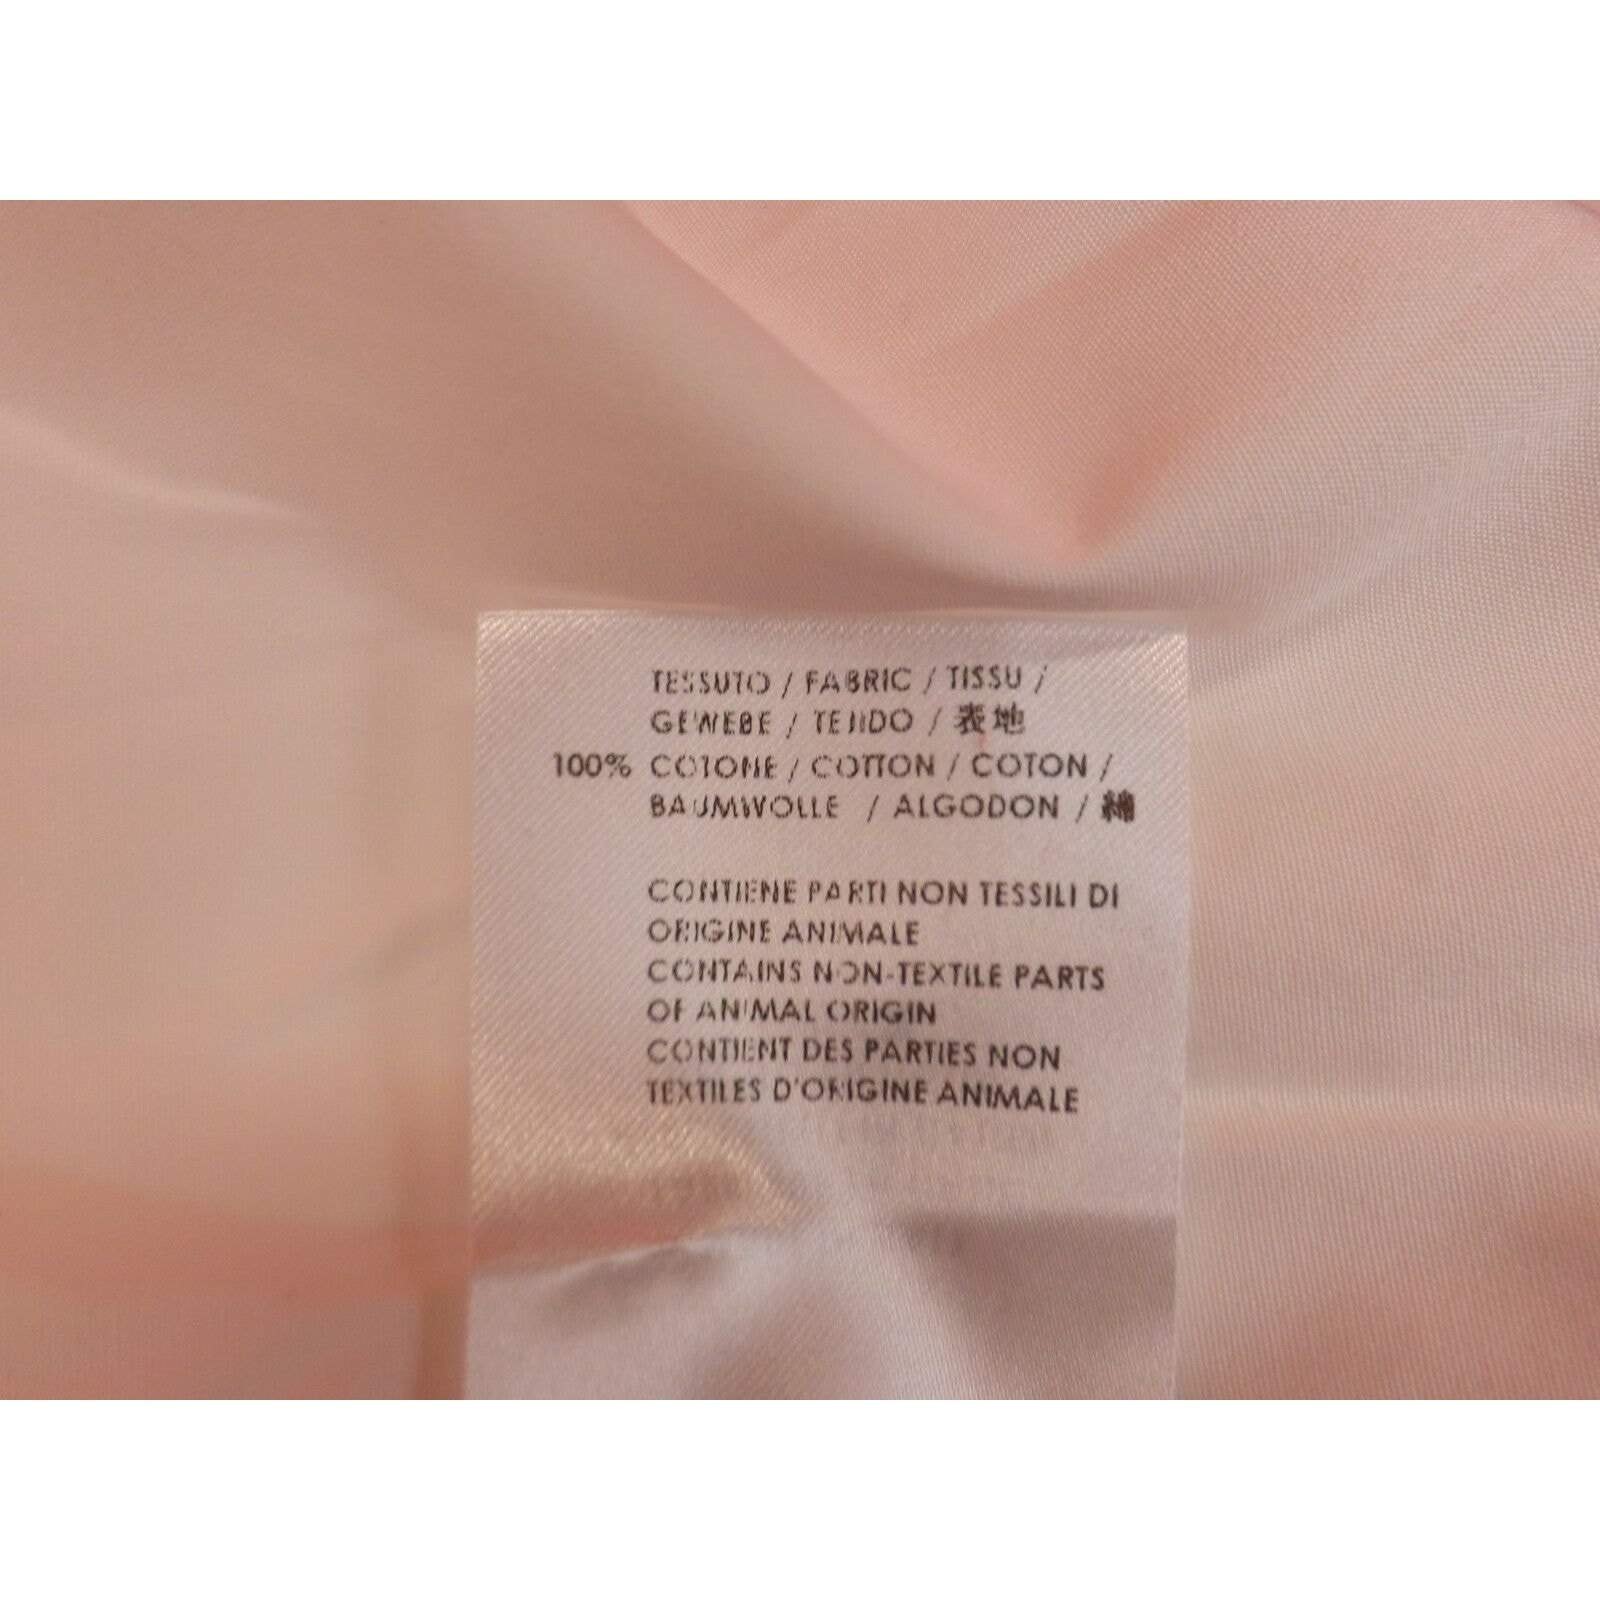 TESSUTO / FABRIC / TISSU /
GEWEBE / TEJIDO / 表地
100% COTONE / COTTON / COTON /
BAUMWOLLE / ALGODON / 綿
CONTIENE PARTI NON TESSILI DI
ORIGINE ANIMALE
CONTAINS NON-TEXTILE PARTS
OF ANIMAL ORIGIN
CONTIENT DES PARTIES NON
TEXTILES D'ORIGINE ANIMALE